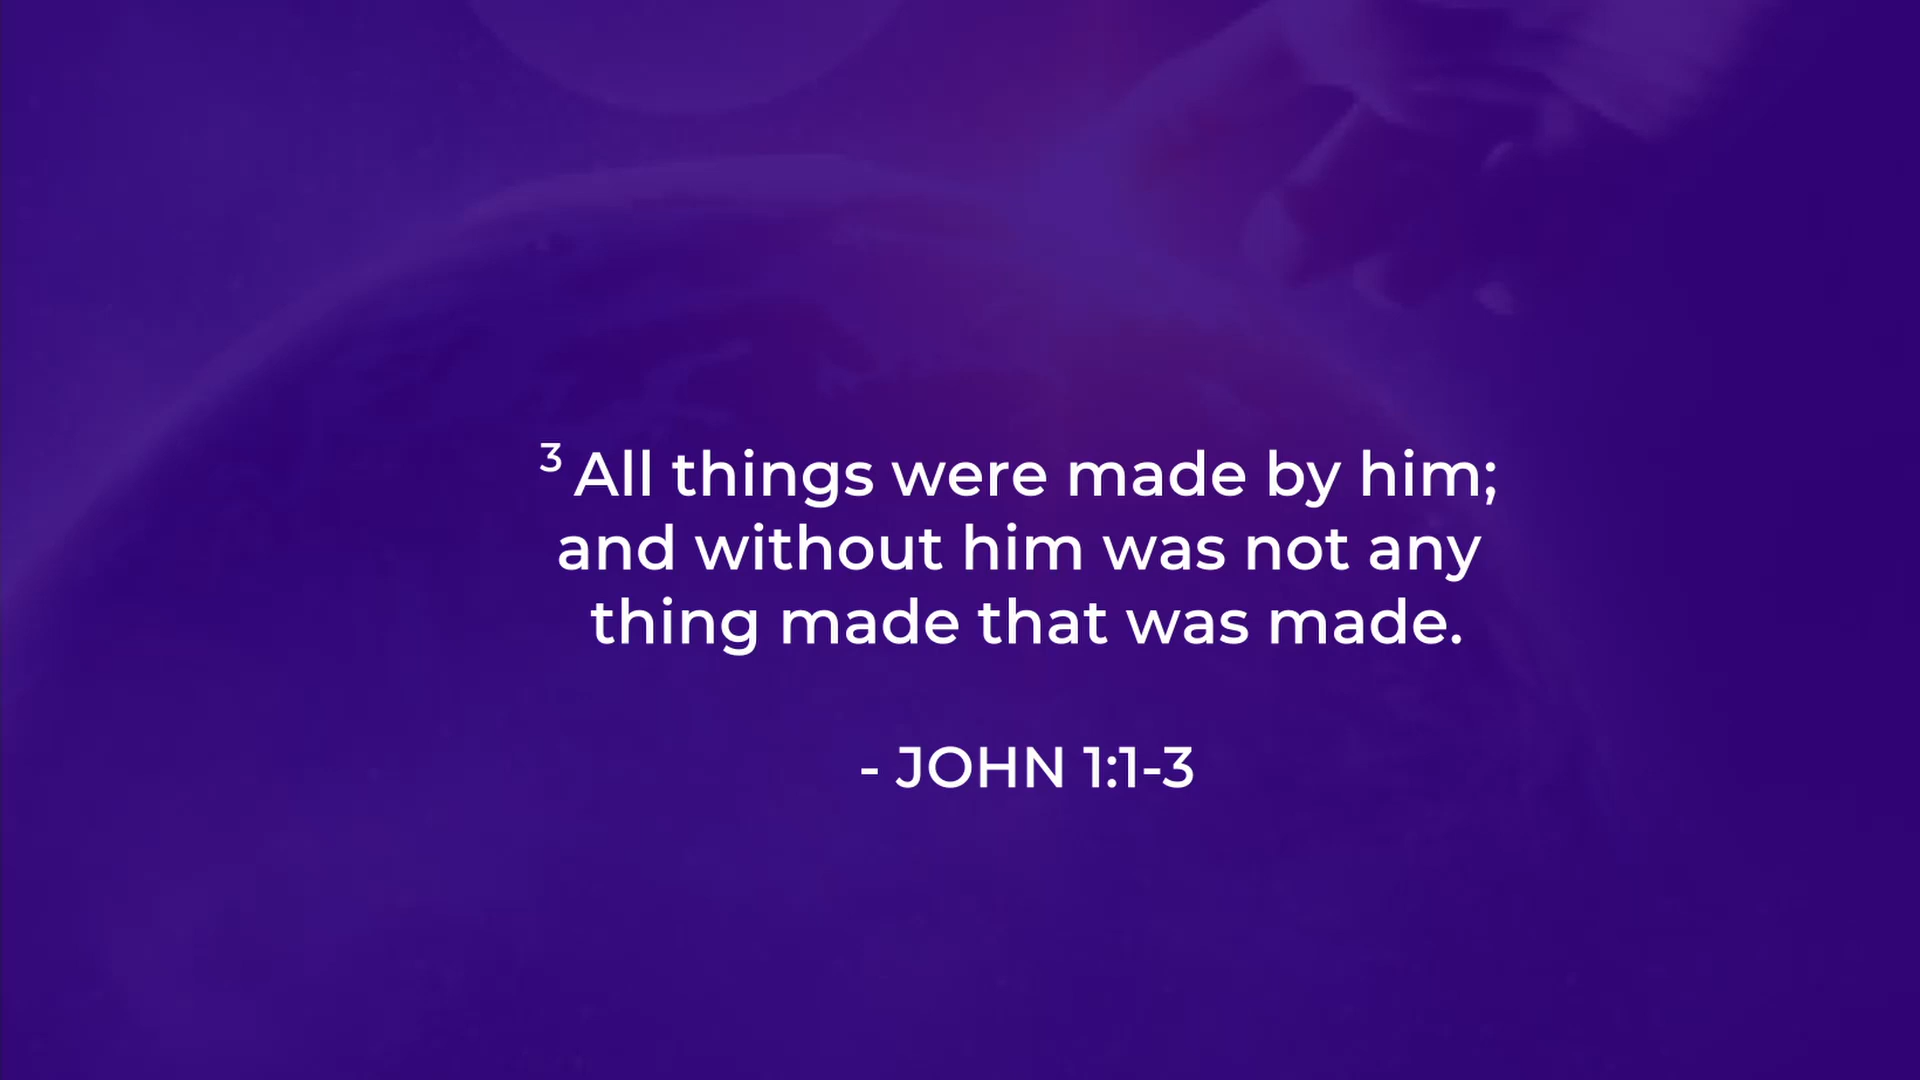 3 All things were made by him;
and without him was not any
thing made that was made.
- JOHN 1:1-3